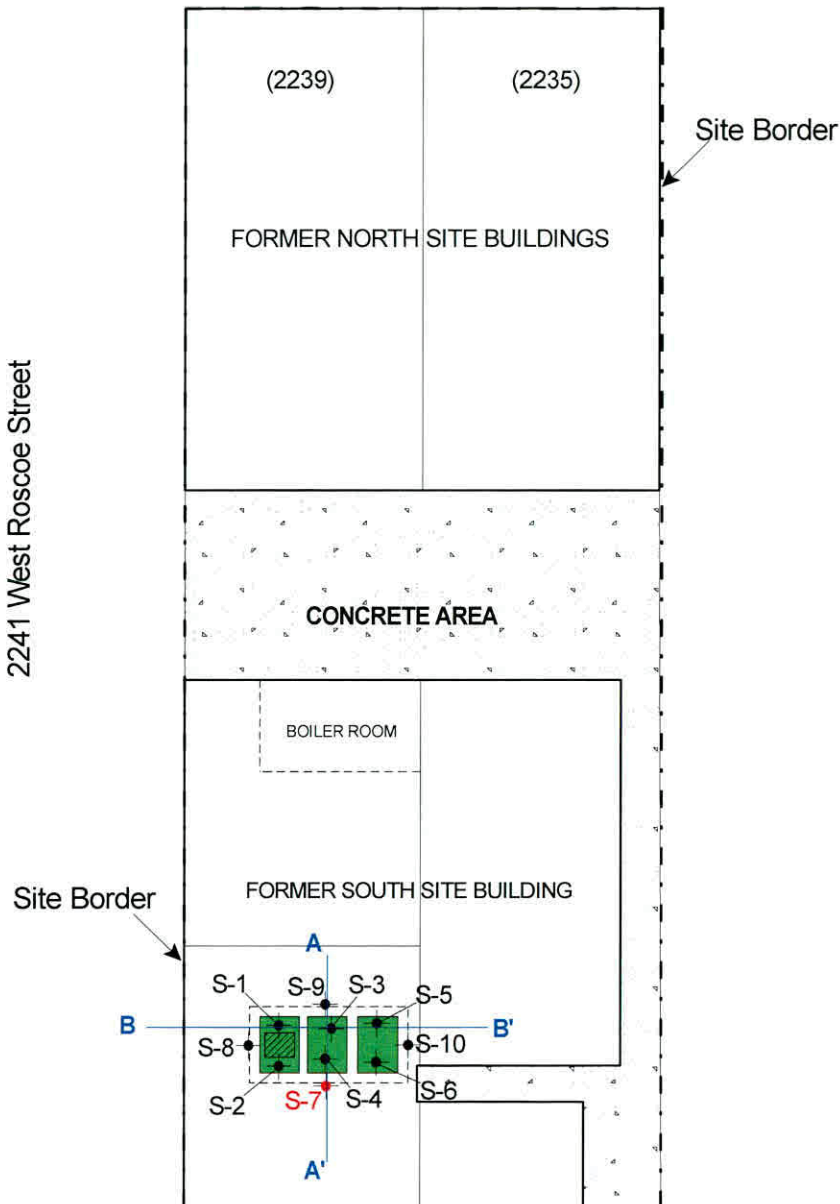 (2239)
(2235)
Site Border
FORMER NORTH SITE BUILDINGS
2241 West Roscoe Street
CONCRETE AREA
BOILER ROOM
FORMER SOUTH SITE BUILDING
Site Border
A
S-1
S-9
S-3
S-5
B
B'
S-8
S-10
S-2
S-7
S-4
S-6
A'